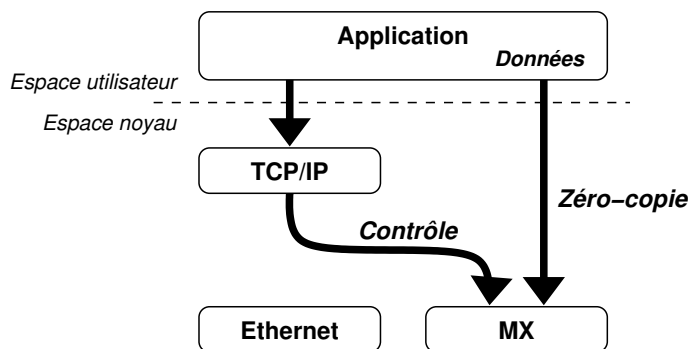 Application
Données
Espace utilisateur
Espace noyau
TCP/IP
Zéro−copie
Contrôle
Ethernet
MX